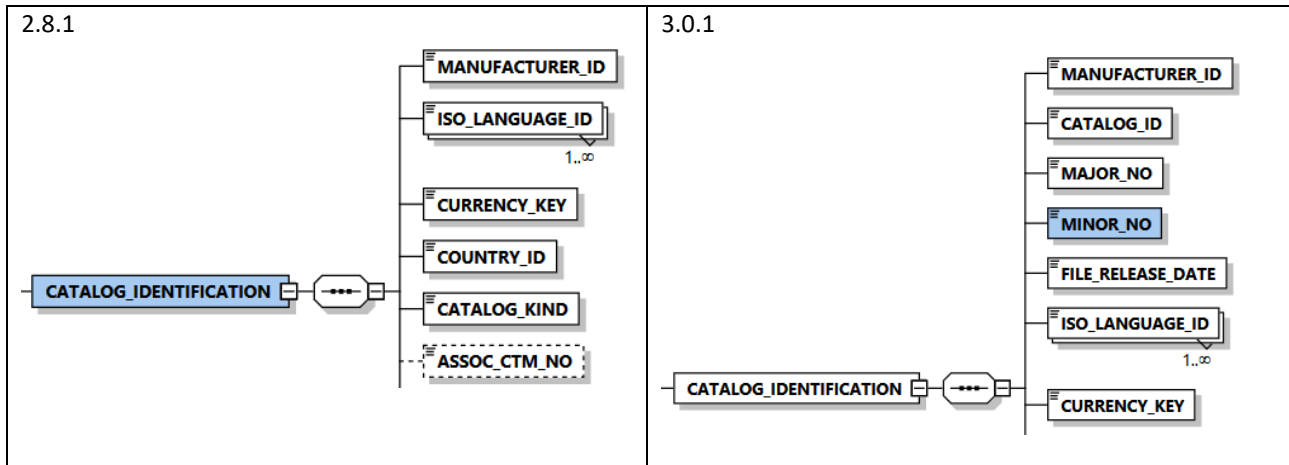 2.8.1
MANUFACTURER_ID
ISO_LANGUAGE_ID
1..∞
CURRENCY_KEY
COUNTRY_ID
CATALOG_IDENTIFICATION
CATALOG_KIND
ASSOC_CTM_NO
3.0.1
MANUFACTURER_ID
CATALOG_ID
MAJOR_NO
MINOR_NO
FILE_RELEASE_DATE
ISO_LANGUAGE_ID
1..∞
CATALOG_IDENTIFICATION
CURRENCY_KEY